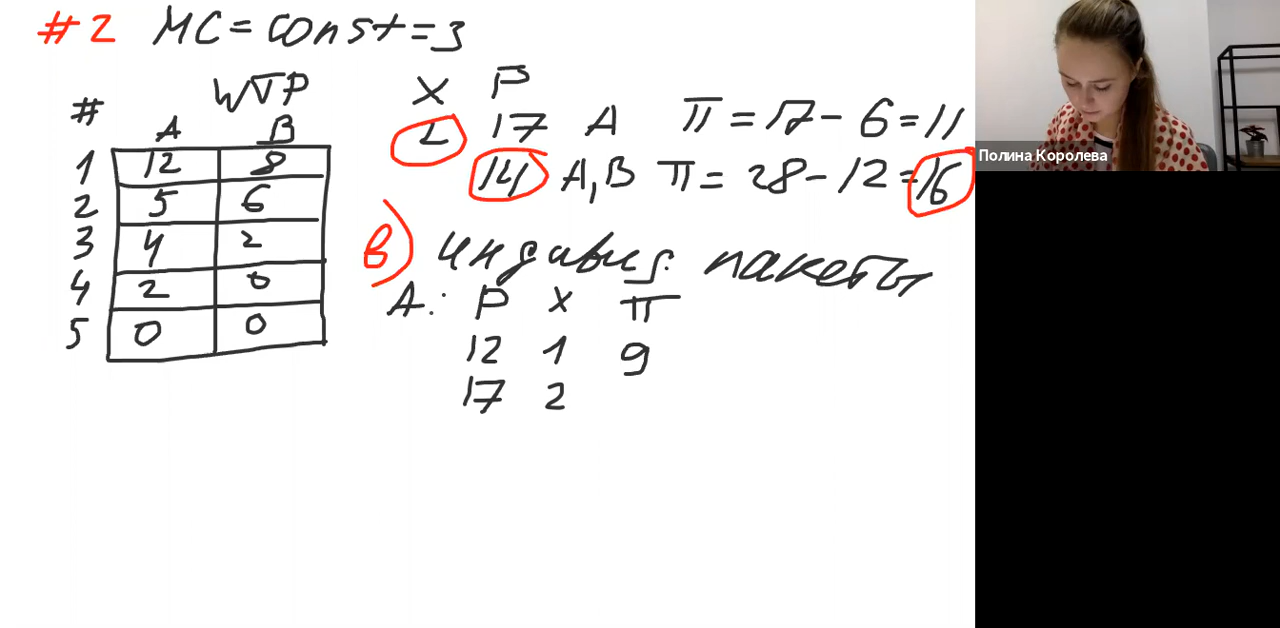 #2 MC = const = 3
WTP
# A B
1 12 8
2 5 6
3 4 2
4 2 0
5 0 0
X P
2 17 A π = 17 - 6 = 11
14 A, B π = 28 - 12 = 16
в) индивид. пакеты
A: P X π
12 1 9
17 2
Полина Королева